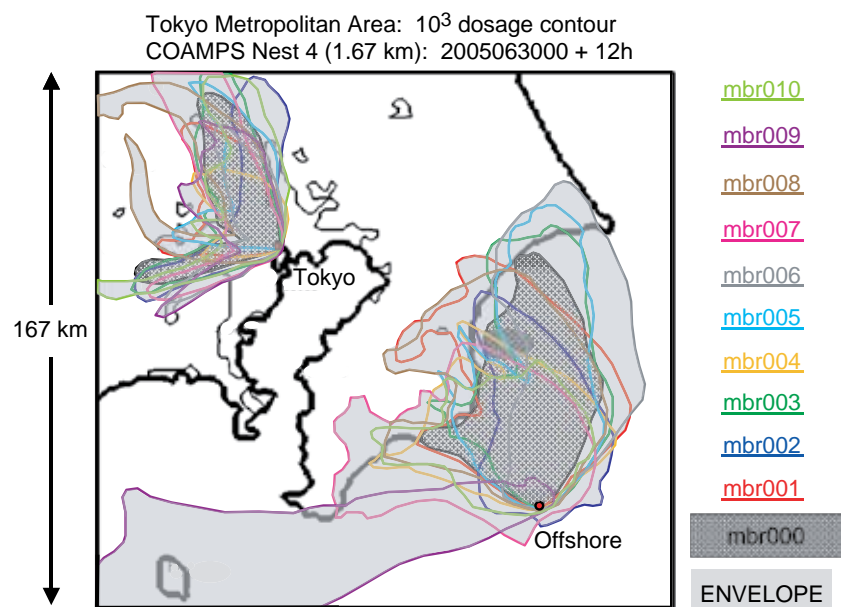 Tokyo Metropolitan Area: 10³ dosage contour
COAMPS Nest 4 (1.67 km): 2005063000 + 12h
mbr010
mbr009
mbr008
mbr007
mbr006
mbr005
mbr004
mbr003
mbr002
mbr001
mbr000
ENVELOPE
Tokyo
167 km
Offshore